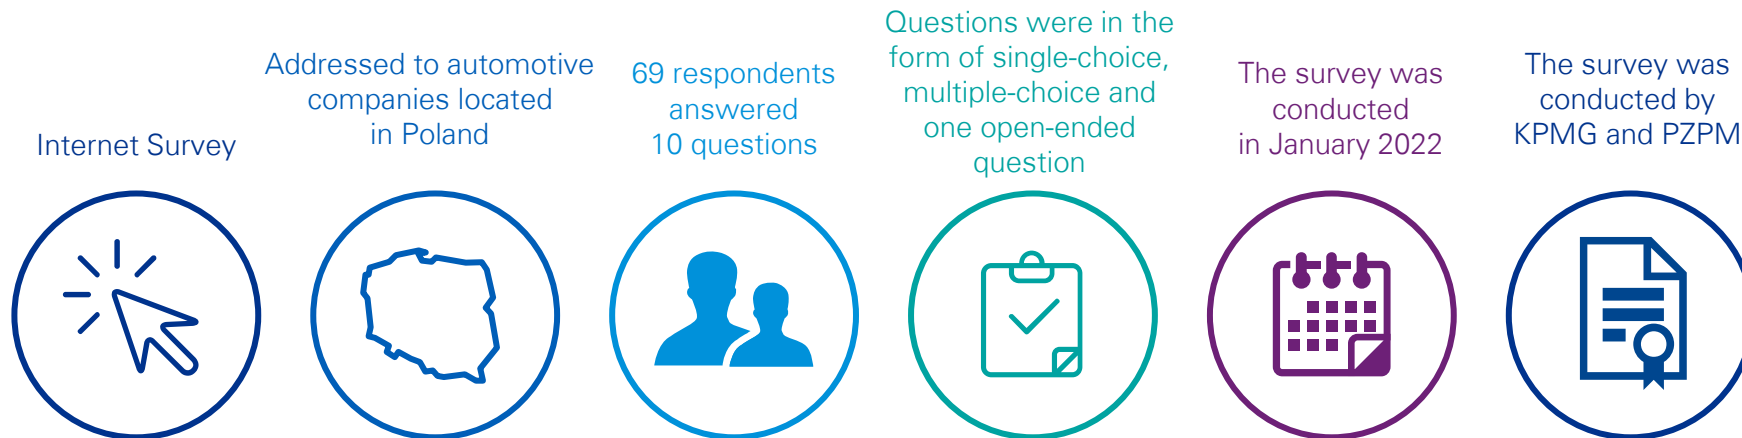 Internet Survey
Addressed to automotive
companies located
in Poland
69 respondents
answered
10 questions
Questions were in the
form of single-choice,
multiple-choice and
one open-ended
question
The survey was
conducted
in January 2022
The survey was
conducted by
KPMG and PZPM